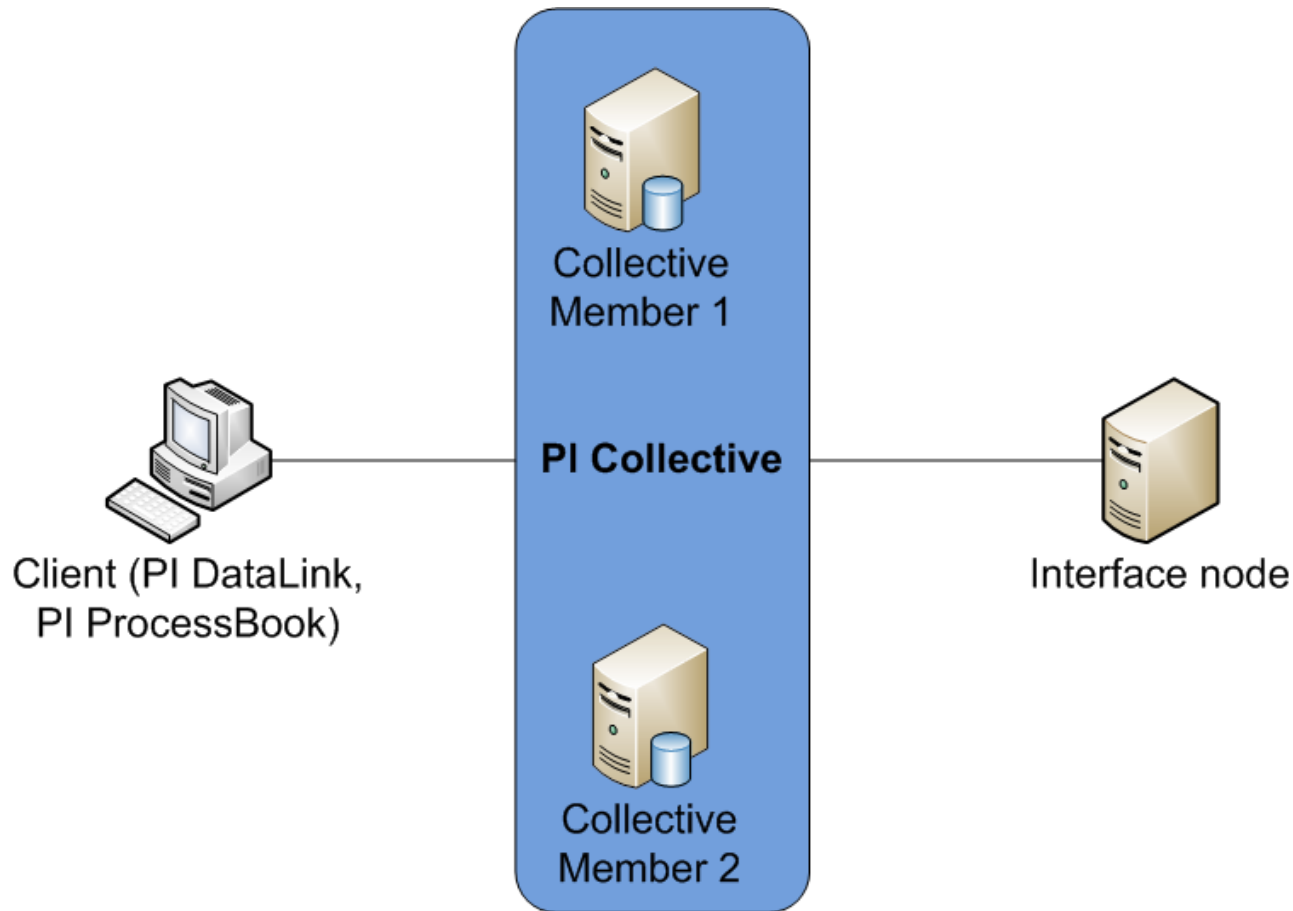 Collective
Member 1
PI Collective
Client (PI DataLink,
PI ProcessBook)
Interface node
Collective
Member 2